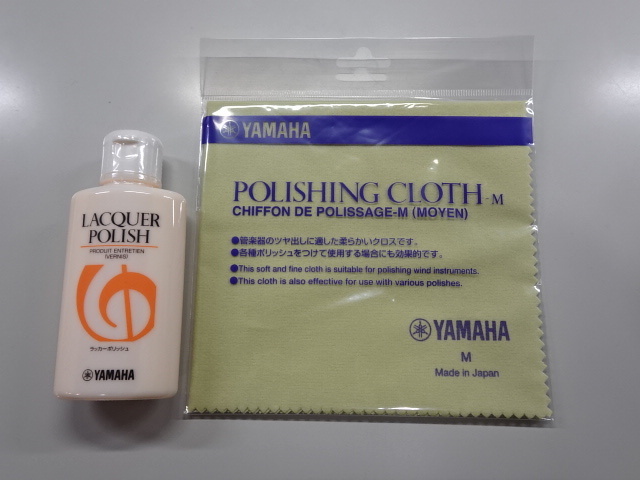 LACQUER
POLISH
PRODUIT ENTRETIEN
(VERNIS)
ラッカーポリッシュ
YAMAHA
YAMAHA
POLISHING CLOTH-M
CHIFFON DE POLISSAGE-M (MOYEN)
●管楽器のツヤ出しに適した柔らかいクロスです。
●各種ポリッシュをつけて使用する場合にも効果的です。
●This soft and fine cloth is suitable for polishing wind instruments.
●This cloth is also effective for use with various polishes.
YAMAHA
M
Made in Japan